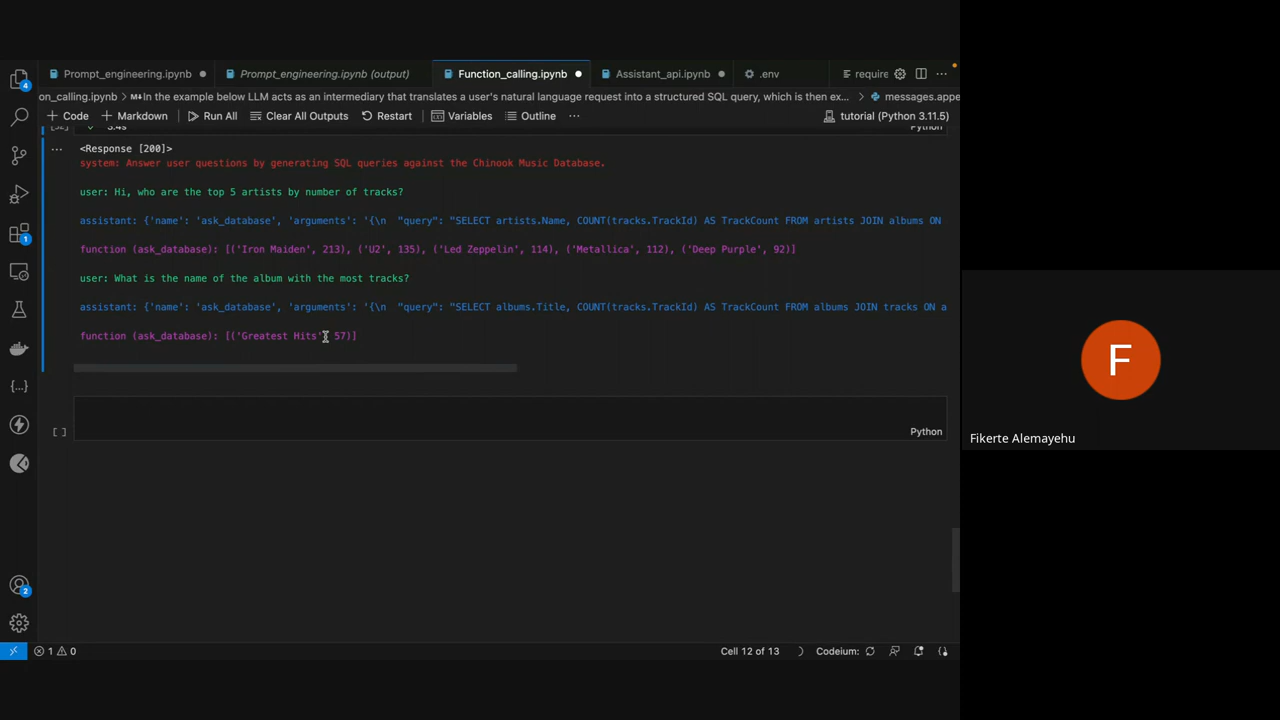 Prompt_engineering.ipynb
Prompt_engineering.ipynb (output)
Function_calling.ipynb
Assistant_api.ipynb
.env
require
on_calling.ipynb > M↓In the example below LLM acts as an intermediary that translates a user's natural language request into a structured SQL query, which is then ex... > messages.appe
+ Code + Markdown Run All Clear All Outputs Restart Variables Outline ... tutorial (Python 3.11.5)
3.4s Python
... <Response [200]>
system: Answer user questions by generating SQL queries against the Chinook Music Database.
user: Hi, who are the top 5 artists by number of tracks?
assistant: {'name': 'ask_database', 'arguments': '{\n "query": "SELECT artists.Name, COUNT(tracks.TrackId) AS TrackCount FROM artists JOIN albums ON
function (ask_database): [('Iron Maiden', 213), ('U2', 135), ('Led Zeppelin', 114), ('Metallica', 112), ('Deep Purple', 92)]
user: What is the name of the album with the most tracks?
assistant: {'name': 'ask_database', 'arguments': '{\n "query": "SELECT albums.Title, COUNT(tracks.TrackId) AS TrackCount FROM albums JOIN tracks ON a
function (ask_database): [('Greatest Hits' 57)]
[ ] Python
4
1
2
1 0 Cell 12 of 13 Codeium:
F
Fikerte Alemayehu